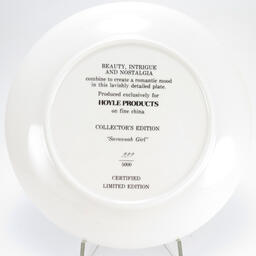 BEAUTY, INTRIGUE
AND NOSTALGIA
combine to create a romantic mood
in this lavishly detailed plate.
Produced exclusively for
HOYLE PRODUCTS
on fine china
COLLECTOR'S EDITION
"Savannah Girl"
5000
CERTIFIED
LIMITED EDITION